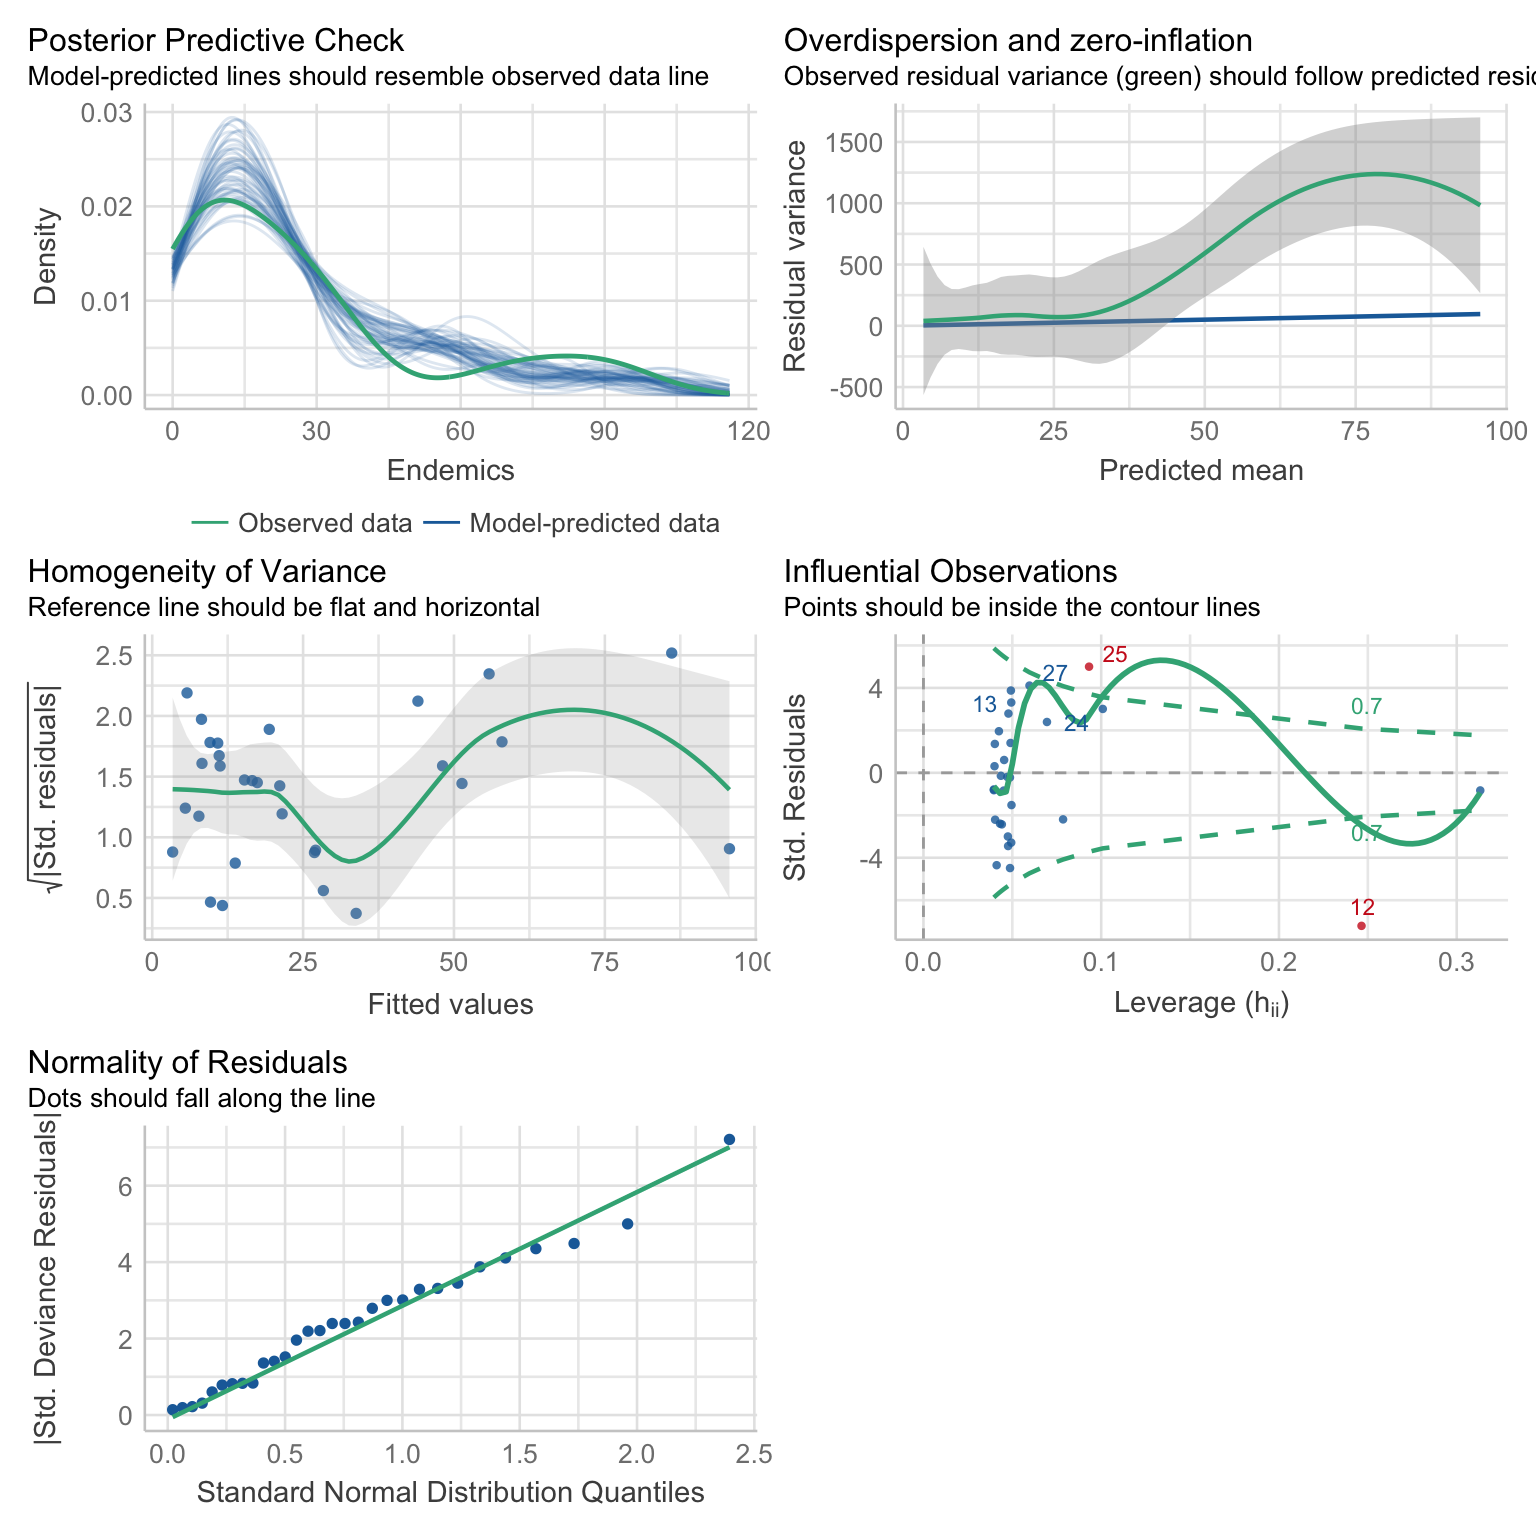 Posterior Predictive Check
Model-predicted lines should resemble observed data line
0.03
0.02
0.01
0.00
Density
0
30
60
90
120
Endemics
Observed data
Model-predicted data
Overdispersion and zero-inflation
Observed residual variance (green) should follow predicted resid
1500
1000
500
0
-500
Residual variance
0
25
50
75
100
Predicted mean
Homogeneity of Variance
Reference line should be flat and horizontal
2.5
2.0
1.5
1.0
0.5
√|Std. residuals|
0
25
50
75
100
Fitted values
Influential Observations
Points should be inside the contour lines
4
0
-4
Std. Residuals
25
27
13
24
12
0.7
0.7
0.0
0.1
0.2
0.3
Leverage (hᵢᵢ)
Normality of Residuals
Dots should fall along the line
6
4
2
0
|Std. Deviance Residuals|
0.0
0.5
1.0
1.5
2.0
2.5
Standard Normal Distribution Quantiles